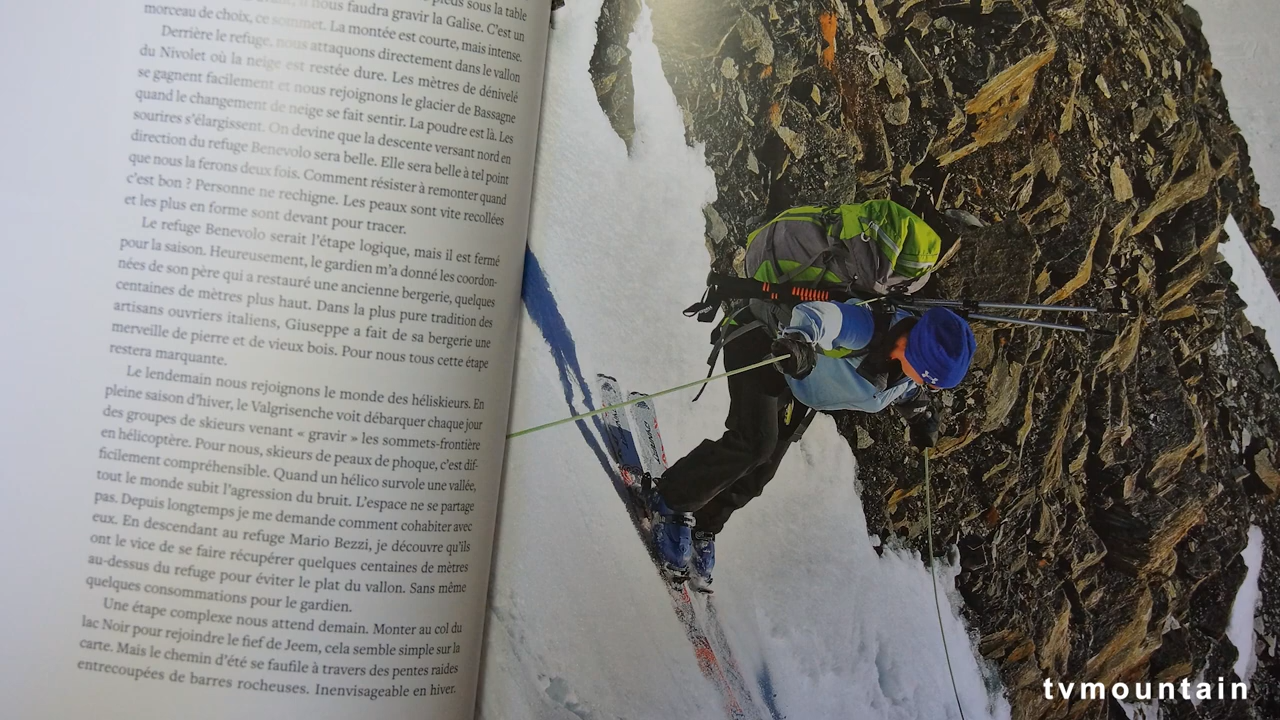 pieds sous la table
nous faudra gravir la Galise. C'est un
morceau de choix, ce sommet. La montée est courte, mais intense.
Derrière le refuge, nous attaquons directement dans le vallon
du Nivolet où la neige est restée dure. Les mètres de dénivelé
se gagnent facilement et nous rejoignons le glacier de Bassagne
quand le changement de neige se fait sentir. La poudre est là. Les
sourires s'élargissent. On devine que la descente versant nord en
direction du refuge Benevolo sera belle. Elle sera belle à tel point
que nous la ferons deux fois. Comment résister à remonter quand
c'est bon ? Personne ne rechigne. Les peaux sont vite recollées
et les plus en forme sont devant pour tracer.
Le refuge Benevolo serait l'étape logique, mais il est fermé
pour la saison. Heureusement, le gardien m'a donné les coordon-
nées de son père qui a restauré une ancienne bergerie, quelques
centaines de mètres plus haut. Dans la plus pure tradition des
artisans ouvriers italiens, Giuseppe a fait de sa bergerie une
merveille de pierre et de vieux bois. Pour nous tous cette étape
restera marquante.
Le lendemain nous rejoignons le monde des héliskieurs. En
pleine saison d'hiver, le Valgrisenche voit débarquer chaque jour
des groupes de skieurs venant « gravir » les sommets-frontière
en hélicoptère. Pour nous, skieurs de peaux de phoque, c'est dif-
ficilement compréhensible. Quand un hélico survole une vallée,
tout le monde subit l'agression du bruit. L'espace ne se partage
pas. Depuis longtemps je me demande comment cohabiter avec
eux. En descendant au refuge Mario Bezzi, je découvre qu'ils
ont le vice de se faire récupérer quelques centaines de mètres
au-dessus du refuge pour éviter le plat du vallon. Sans même
quelques consommations pour le gardien.
Une étape complexe nous attend demain. Monter au col du
lac Noir pour rejoindre le fief de Jeem, cela semble simple sur la
carte. Mais le chemin d'été se faufile à travers des pentes raides
entrecoupées de barres rocheuses. Inenvisageable en hiver.
tvmountain